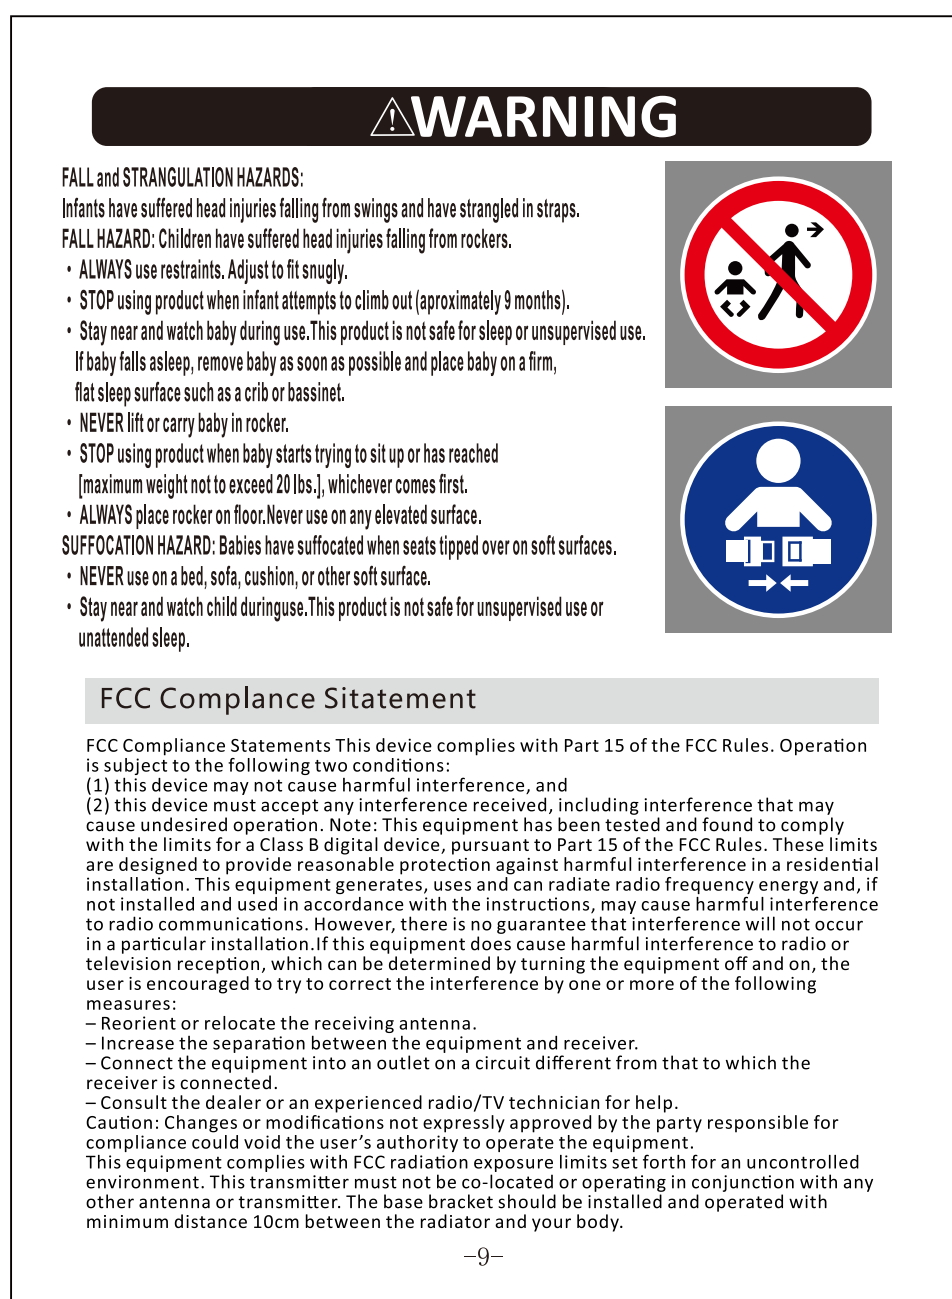 ⚠WARNING
FALL and STRANGULATION HAZARDS:
Infants have suffered head injuries falling from swings and have strangled in straps.
FALL HAZARD: Children have suffered head injuries falling from rockers.
· ALWAYS use restraints. Adjust to fit snugly.
· STOP using product when infant attempts to climb out (aproximately 9 months).
· Stay near and watch baby during use.This product is not safe for sleep or unsupervised use.
If baby falls asleep, remove baby as soon as possible and place baby on a firm,
flat sleep surface such as a crib or bassinet.
· NEVER lift or carry baby in rocker.
· STOP using product when baby starts trying to sit up or has reached
[maximum weight not to exceed 20 lbs.], whichever comes first.
· ALWAYS place rocker on floor.Never use on any elevated surface.
SUFFOCATION HAZARD: Babies have suffocated when seats tipped over on soft surfaces.
· NEVER use on a bed, sofa, cushion, or other soft surface.
· Stay near and watch child duringuse.This product is not safe for unsupervised use or
unattended sleep.
FCC Complance Sitatement
FCC Compliance Statements This device complies with Part 15 of the FCC Rules. Operation
is subject to the following two conditions:
(1) this device may not cause harmful interference, and
(2) this device must accept any interference received, including interference that may
cause undesired operation. Note: This equipment has been tested and found to comply
with the limits for a Class B digital device, pursuant to Part 15 of the FCC Rules. These limits
are designed to provide reasonable protection against harmful interference in a residential
installation. This equipment generates, uses and can radiate radio frequency energy and, if
not installed and used in accordance with the instructions, may cause harmful interference
to radio communications. However, there is no guarantee that interference will not occur
in a particular installation.If this equipment does cause harmful interference to radio or
television reception, which can be determined by turning the equipment off and on, the
user is encouraged to try to correct the interference by one or more of the following
measures:
– Reorient or relocate the receiving antenna.
– Increase the separation between the equipment and receiver.
– Connect the equipment into an outlet on a circuit different from that to which the
receiver is connected.
– Consult the dealer or an experienced radio/TV technician for help.
Caution: Changes or modifications not expressly approved by the party responsible for
compliance could void the user’s authority to operate the equipment.
This equipment complies with FCC radiation exposure limits set forth for an uncontrolled
environment. This transmitter must not be co-located or operating in conjunction with any
other antenna or transmitter. The base bracket should be installed and operated with
minimum distance 10cm between the radiator and your body.
–9–